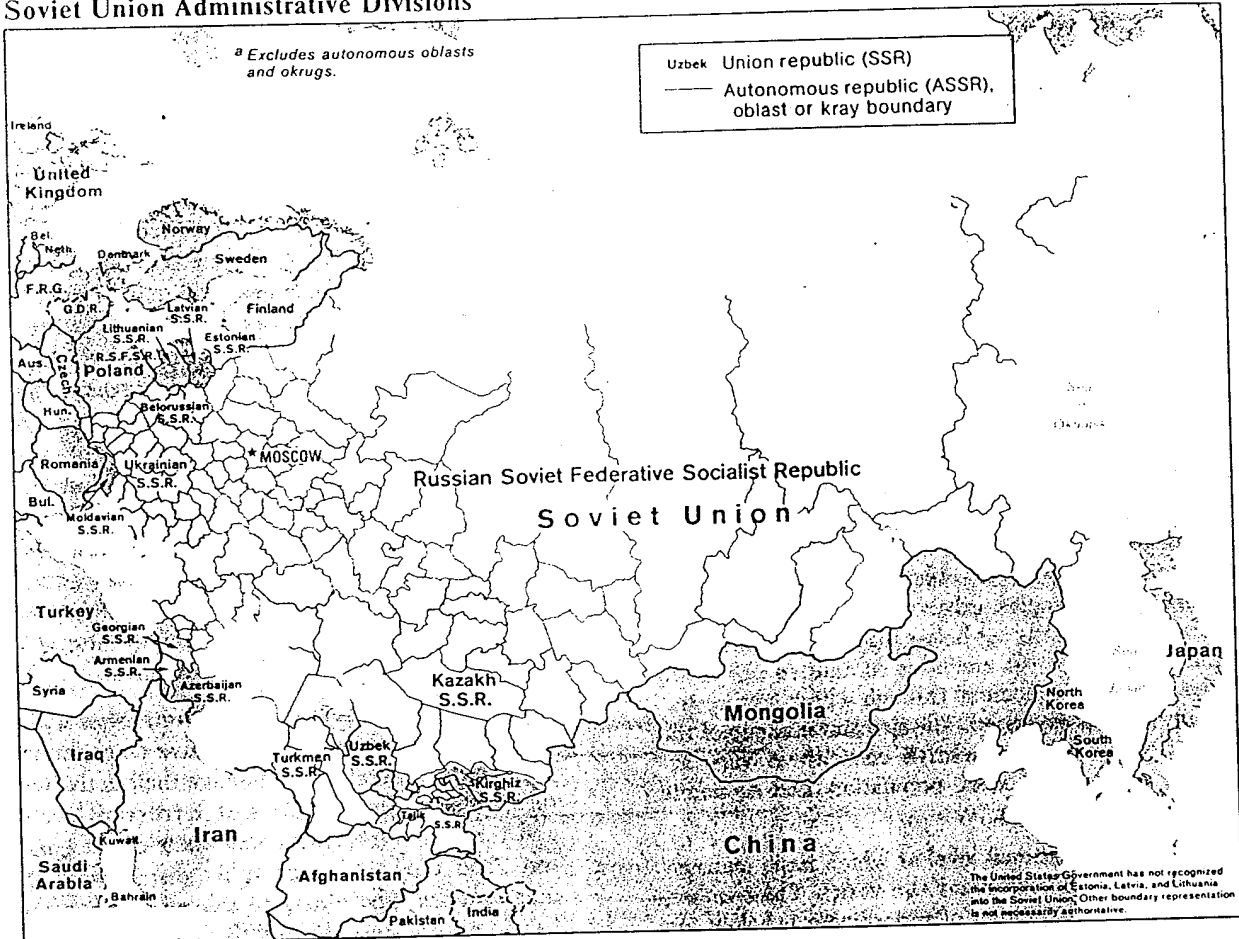 Soviet Union Administrative Divisions
a Excludes autonomous oblasts
and okrugs.
Uzbek Union republic (SSR)
Autonomous republic (ASSR),
oblast or kray boundary
Ireland
United
Kingdom
Norway
Bel.
Neth.
Denmark
Sweden
F.R.G.
G.D.R.
Latvian
S.S.R.
Finland
Lithuanian
S.S.R.
Estonian
S.S.R.
R.S.F.S.R.
Aus.
Czech
Poland
Hun.
Belorussian
S.S.R.
Romania
Ukrainian
S.S.R.
MOSCOW
Bul.
Moldavian
S.S.R.
Russian Soviet Federative Socialist Republic
Soviet Union
Sea
Okhotsk
Turkey
Georgian
S.S.R.
Armenian
S.S.R.
Azerbaijan
S.S.R.
Syria
Iraq
Kazakh
S.S.R.
Mongolia
Japan
North
Korea
South
Korea
Turkmen
S.S.R.
Uzbek
S.S.R.
Kirghiz
S.S.R.
Tajik
S.S.R.
Kuwait
Iran
China
Saudi
Arabia
Bahrain
Afghanistan
Pakistan
India
The United States Government has not recognized
the incorporation of Estonia, Latvia, and Lithuania
into the Soviet Union. Other boundary representation
is not necessarily authoritative.